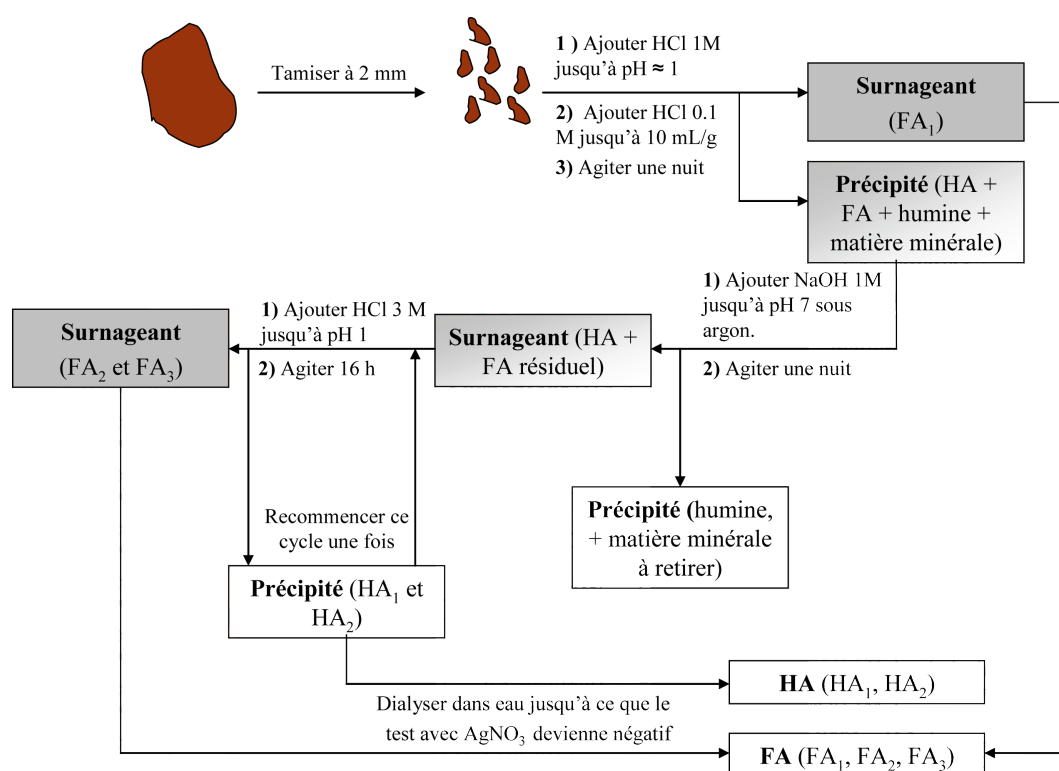 Tamiser à 2 mm
1 ) Ajouter HCl 1M
jusqu’à pH ≈ 1
2) Ajouter HCl 0.1
M jusqu’à 10 mL/g
3) Agiter une nuit
Surnageant
(FA₁)
Précipité (HA +
FA + humine +
matière minérale)
1) Ajouter NaOH 1M
jusqu’à pH 7 sous
argon.
2) Agiter une nuit
Surnageant (HA +
FA résiduel)
1) Ajouter HCl 3 M
jusqu’à pH 1
2) Agiter 16 h
Surnageant
(FA₂ et FA₃)
Précipité (humine,
+ matière minérale
à retirer)
Recommencer ce
cycle une fois
Précipité (HA₁ et
HA₂)
Dialyser dans eau jusqu’à ce que le
test avec AgNO₃ devienne négatif
HA (HA₁, HA₂)
FA (FA₁, FA₂, FA₃)